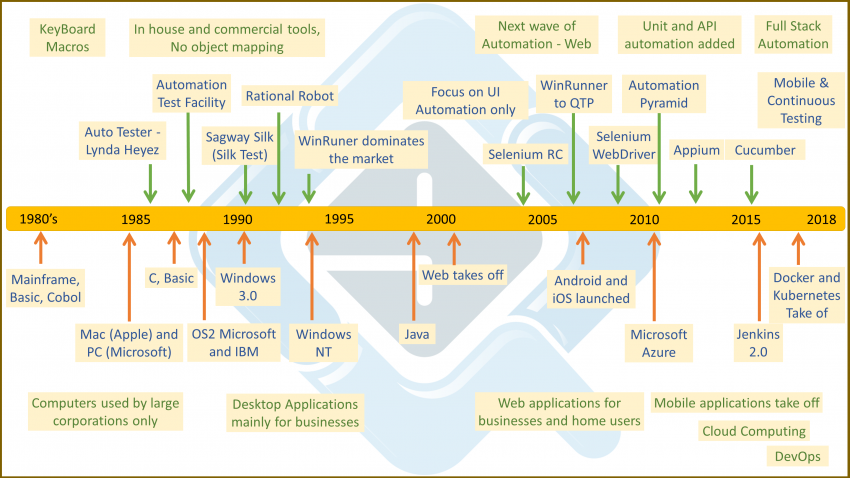 KeyBoard
Macros
In house and commercial tools,
No object mapping
Next wave of
Automation - Web
Unit and API
automation added
Full Stack
Automation
Automation
Test Facility
Rational Robot
Focus on UI
Automation only
WinRunner
to QTP
Automation
Pyramid
Mobile &
Continuous
Testing
Auto Tester -
Lynda Heyez
Sagway Silk
(Silk Test)
WinRuner dominates
the market
Selenium RC
Selenium
WebDriver
Appium
Cucumber
1980's
1985
1990
1995
2000
2005
2010
2015
2018
Mainframe,
Basic, Cobol
C, Basic
Windows
3.0
Web takes off
Android and
iOS launched
Docker and
Kubernetes
Take of
Mac (Apple) and
PC (Microsoft)
OS2 Microsoft
and IBM
Windows
NT
Java
Microsoft
Azure
Jenkins
2.0
Computers used by large
corporations only
Desktop Applications
mainly for businesses
Web applications for
businesses and home users
Mobile applications take off
Cloud Computing
DevOps